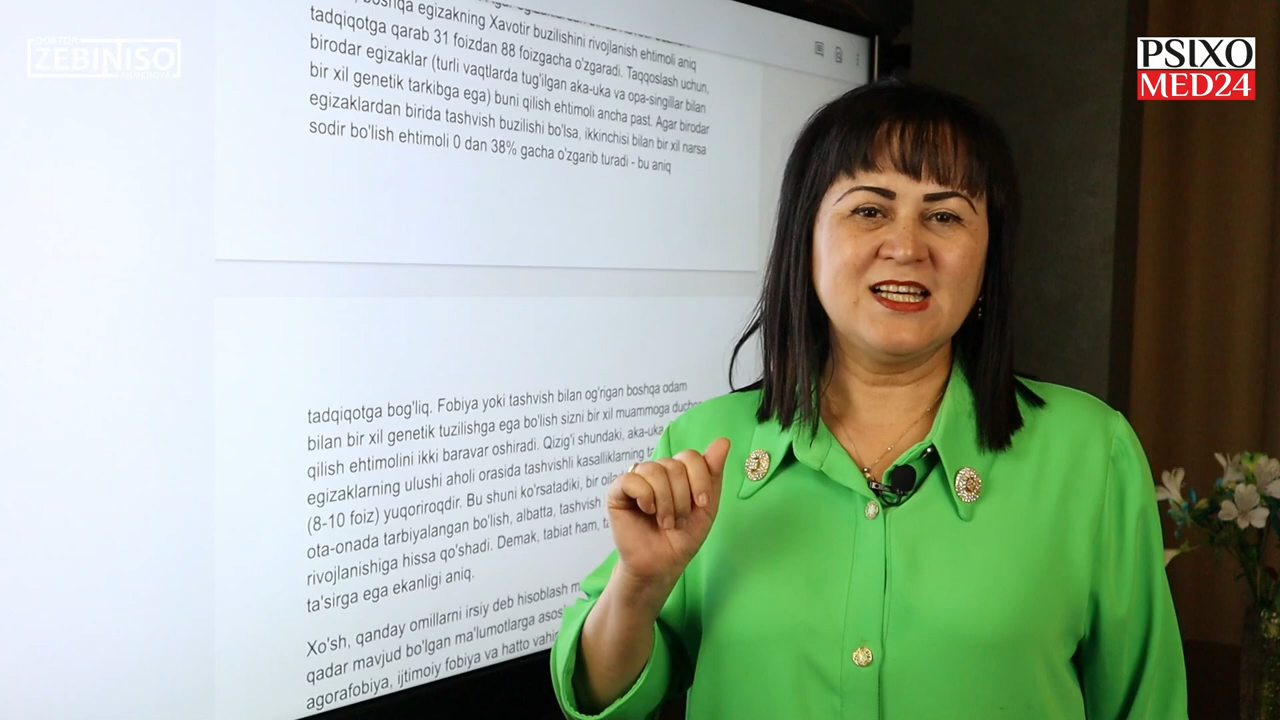 DOKTOR
ZEBINISO
AHMEDOVA
PSIXO
MED24
boshqa egizakning Xavotir buzilishini rivojlanish ehtimoli aniq
tadqiqotga qarab 31 foizdan 88 foizgacha o'zgaradi. Taqqoslash uchun,
birodar egizaklar (turli vaqtlarda tug'ilgan aka-uka va opa-singillar bilan
bir xil genetik tarkibga ega) buni qilish ehtimoli ancha past. Agar birodar
egizaklardan birida tashvish buzilishi bo'lsa, ikkinchisi bilan bir xil narsa
sodir bo'lish ehtimoli 0 dan 38% gacha o'zgarib turadi - bu aniq
tadqiqotga bog'liq. Fobiya yoki tashvish bilan og'rigan boshqa odam
bilan bir xil genetik tuzilishga ega bo'lish sizni bir xil muammoga duchor
qilish ehtimolini ikki baravar oshiradi. Qizig'i shundaki, aka-uka
egizaklarning ulushi aholi orasida tashvishli kasalliklarning
(8-10 foiz) yuqoriroqdir. Bu shuni ko'rsatadiki, bir
ota-onada tarbiyalangan bo'lish, albatta, tashvish
rivojlanishiga hissa qo'shadi. Demak, tabiat ham,
ta'sirga ega ekanligi aniq.
Xo'sh, qanday omillarni irsiy deb hisoblash
qadar mavjud bo'lgan ma'lumotlarga
agorafobiya, ijtimoiy fobiya va hatto